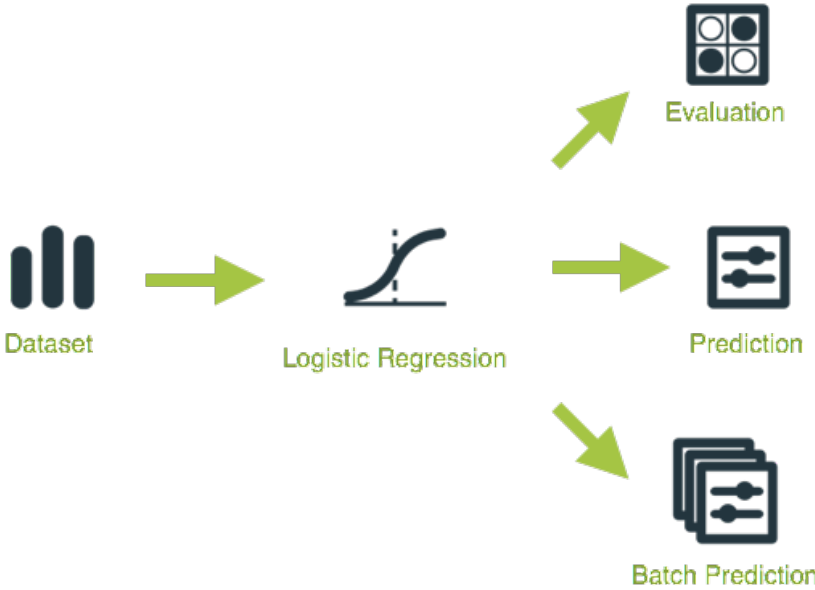 Evaluation
Dataset
Logistic Regression
Prediction
Batch Prediction